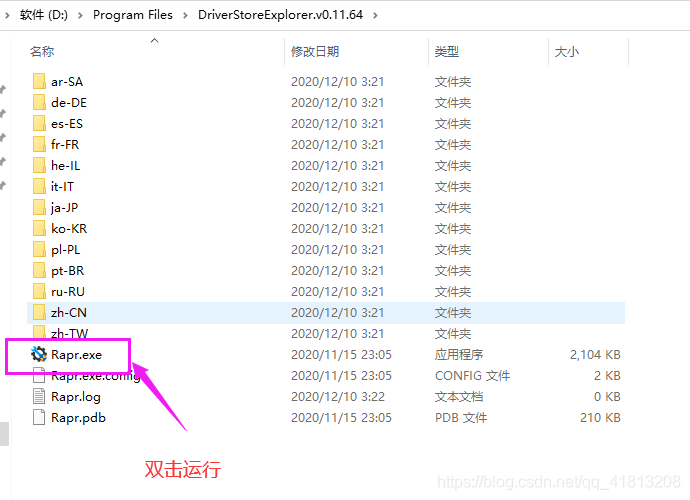 软件 (D:) > Program Files > DriverStoreExplorer.v0.11.64 >
名称 修改日期 类型 大小
ar-SA 2020/12/10 3:21 文件夹
de-DE 2020/12/10 3:21 文件夹
es-ES 2020/12/10 3:21 文件夹
fr-FR 2020/12/10 3:21 文件夹
he-IL 2020/12/10 3:21 文件夹
it-IT 2020/12/10 3:21 文件夹
ja-JP 2020/12/10 3:21 文件夹
ko-KR 2020/12/10 3:21 文件夹
pl-PL 2020/12/10 3:21 文件夹
pt-BR 2020/12/10 3:21 文件夹
ru-RU 2020/12/10 3:21 文件夹
zh-CN 2020/12/10 3:21 文件夹
zh-TW 2020/12/10 3:21 文件夹
Rapr.exe 2020/11/15 23:05 应用程序 2,104 KB
Rapr.exe.config 2020/11/15 23:05 CONFIG 文件 2 KB
Rapr.log 2020/12/10 3:22 文本文档 0 KB
Rapr.pdb 2020/11/15 23:05 PDB 文件 210 KB
双击运行
https://blog.csdn.net/qq_41813208